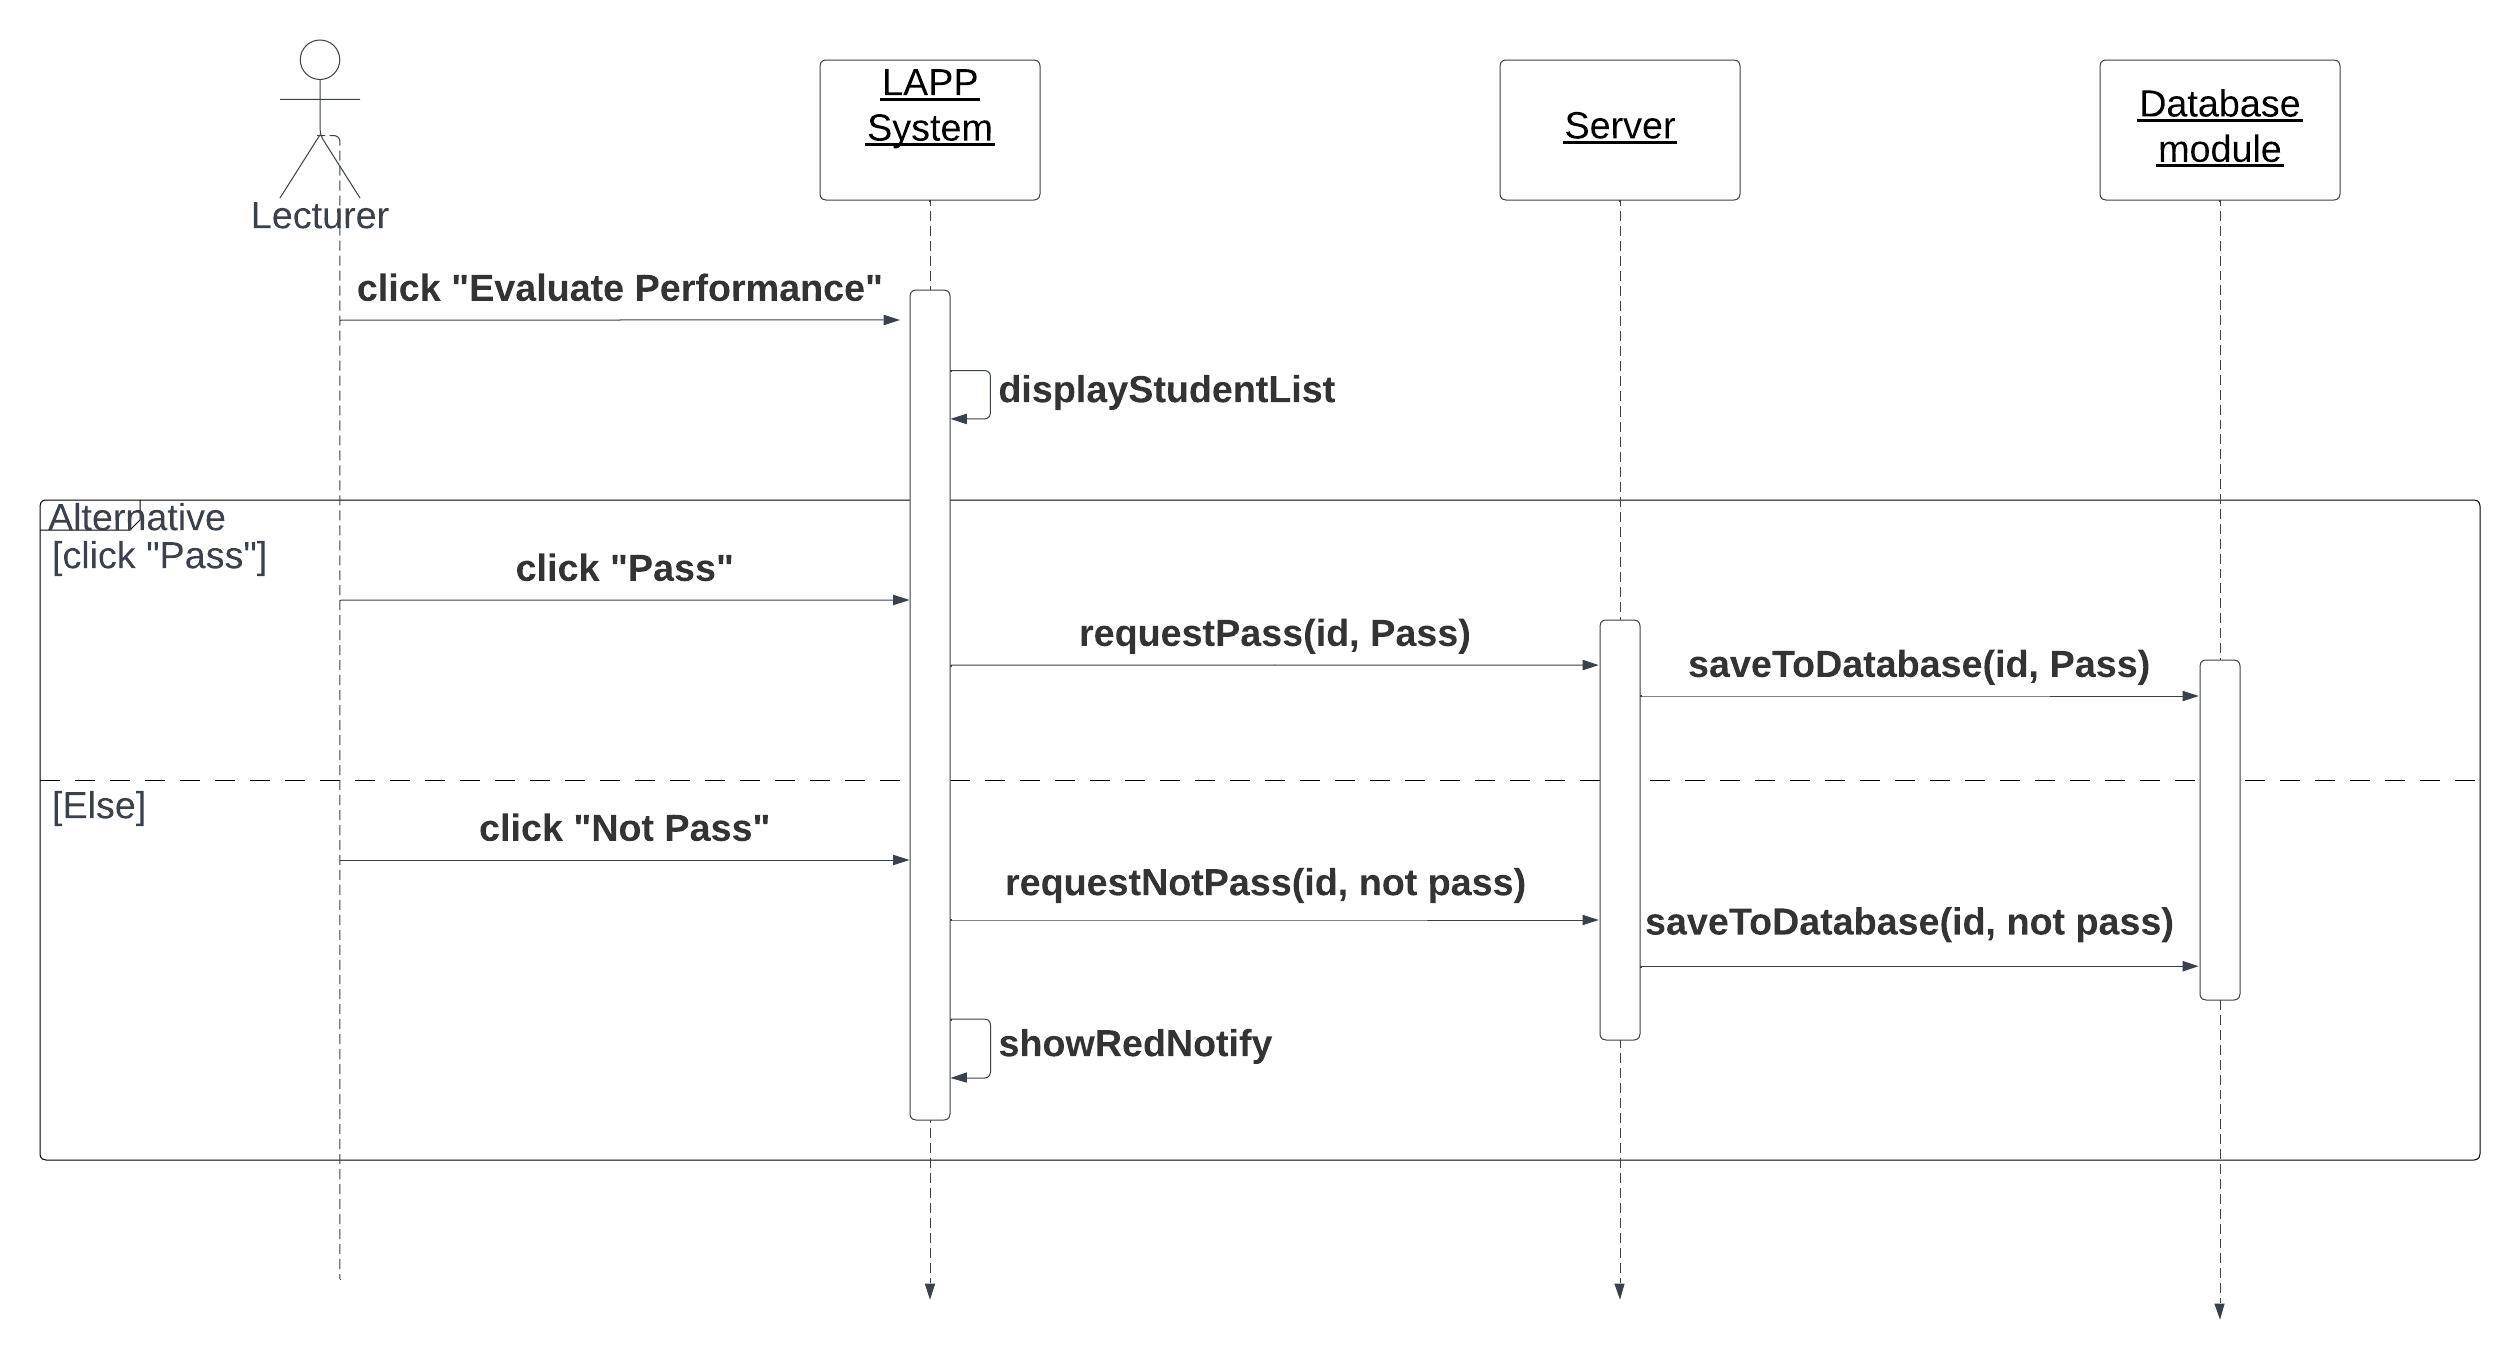 LAPP
System
Server
Database
module
Lecturer
click "Evaluate Performance"
displayStudentList
Alternative
[click "Pass"]
click "Pass"
requestPass(id, Pass)
saveToDatabase(id, Pass)
[Else]
click "Not Pass"
requestNotPass(id, not pass)
saveToDatabase(id, not pass)
showRedNotify